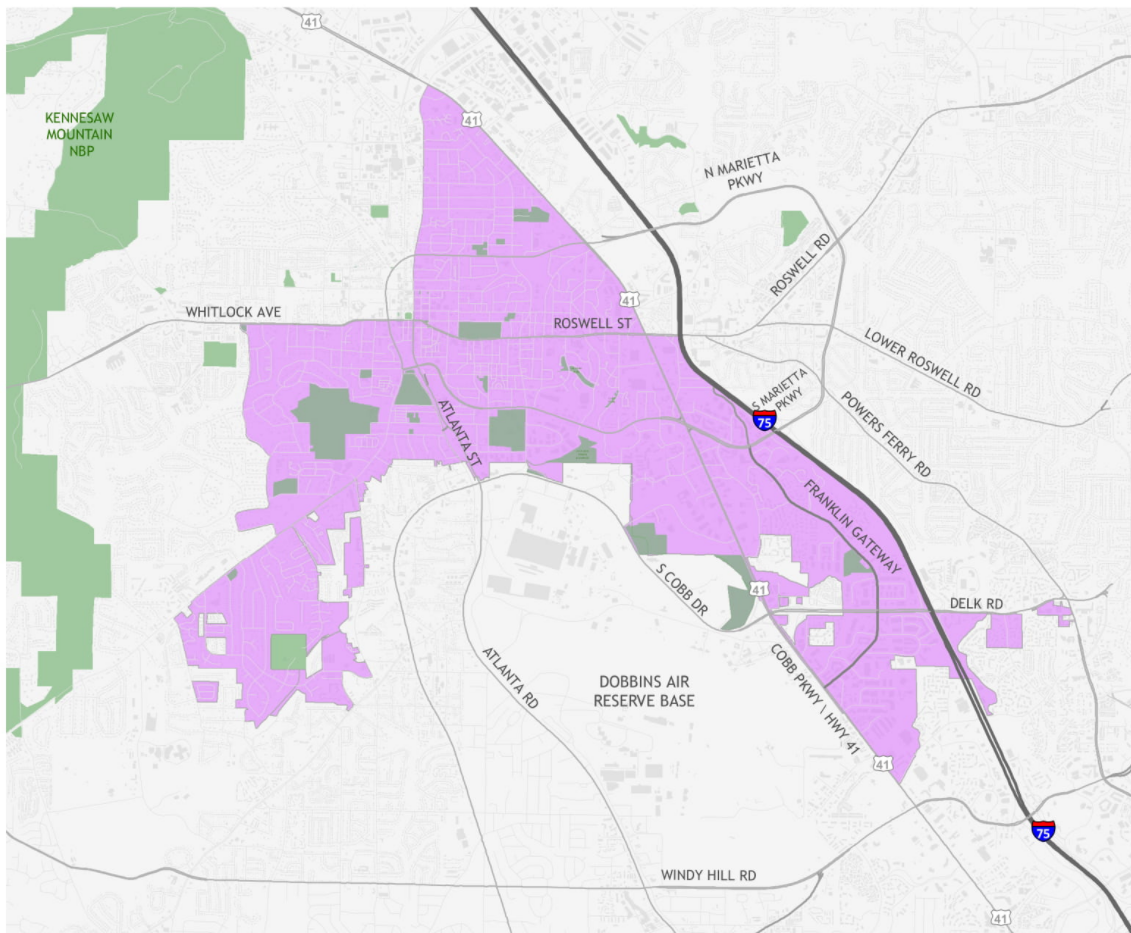 41
KENNESAW
MOUNTAIN
NBP
41
N MARIETTA
PKWY
ROSWELL RD
41
WHITLOCK AVE
ROSWELL ST
LOWER ROSWELL RD
S MARIETTA
PKWY
75
POWERS FERRY RD
ATLANTA ST
FRANKLIN GATEWAY
S COBB DR
41
DELK RD
ATLANTA RD
DOBBINS AIR
RESERVE BASE
COBB PKWY \ HWY 41
41
75
WINDY HILL RD
41